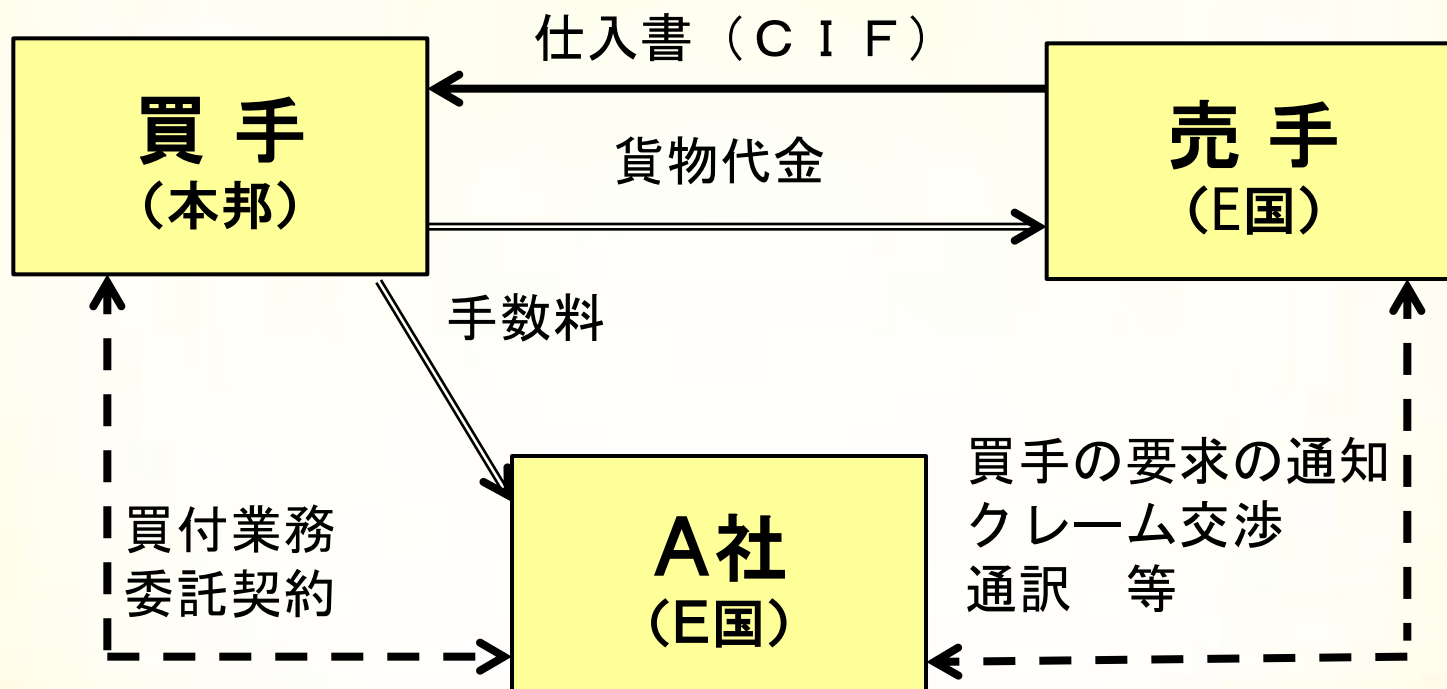 仕入書（ＣＩＦ）
買 手
（本邦）
売 手
（E国）
貨物代金
手数料
買付業務
委託契約
A社
（E国）
買手の要求の通知
クレーム交渉
通訳　等